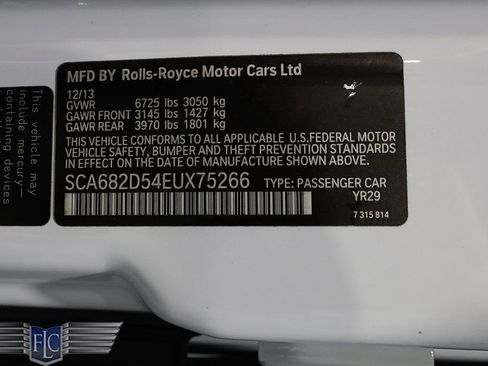 MFD BY Rolls-Royce Motor Cars Ltd
12/13
GVWR 6725 lbs 3050 kg
GAWR FRONT 3145 lbs 1427 kg
GAWR REAR 3970 lbs 1801 kg
THIS VEHICLE CONFORMS TO ALL APPLICABLE U.S.FEDERAL MOTOR
VEHICLE SAFETY, BUMPER AND THEFT PREVENTION STANDARDS
IN EFFECT ON THE DATE OF MANUFACTURE SHOWN ABOVE.
SCA682D54EUX75266 TYPE: PASSENGER CAR
YR29
7 315 814
This vehicle may
include mercury-
containing devices
FLC